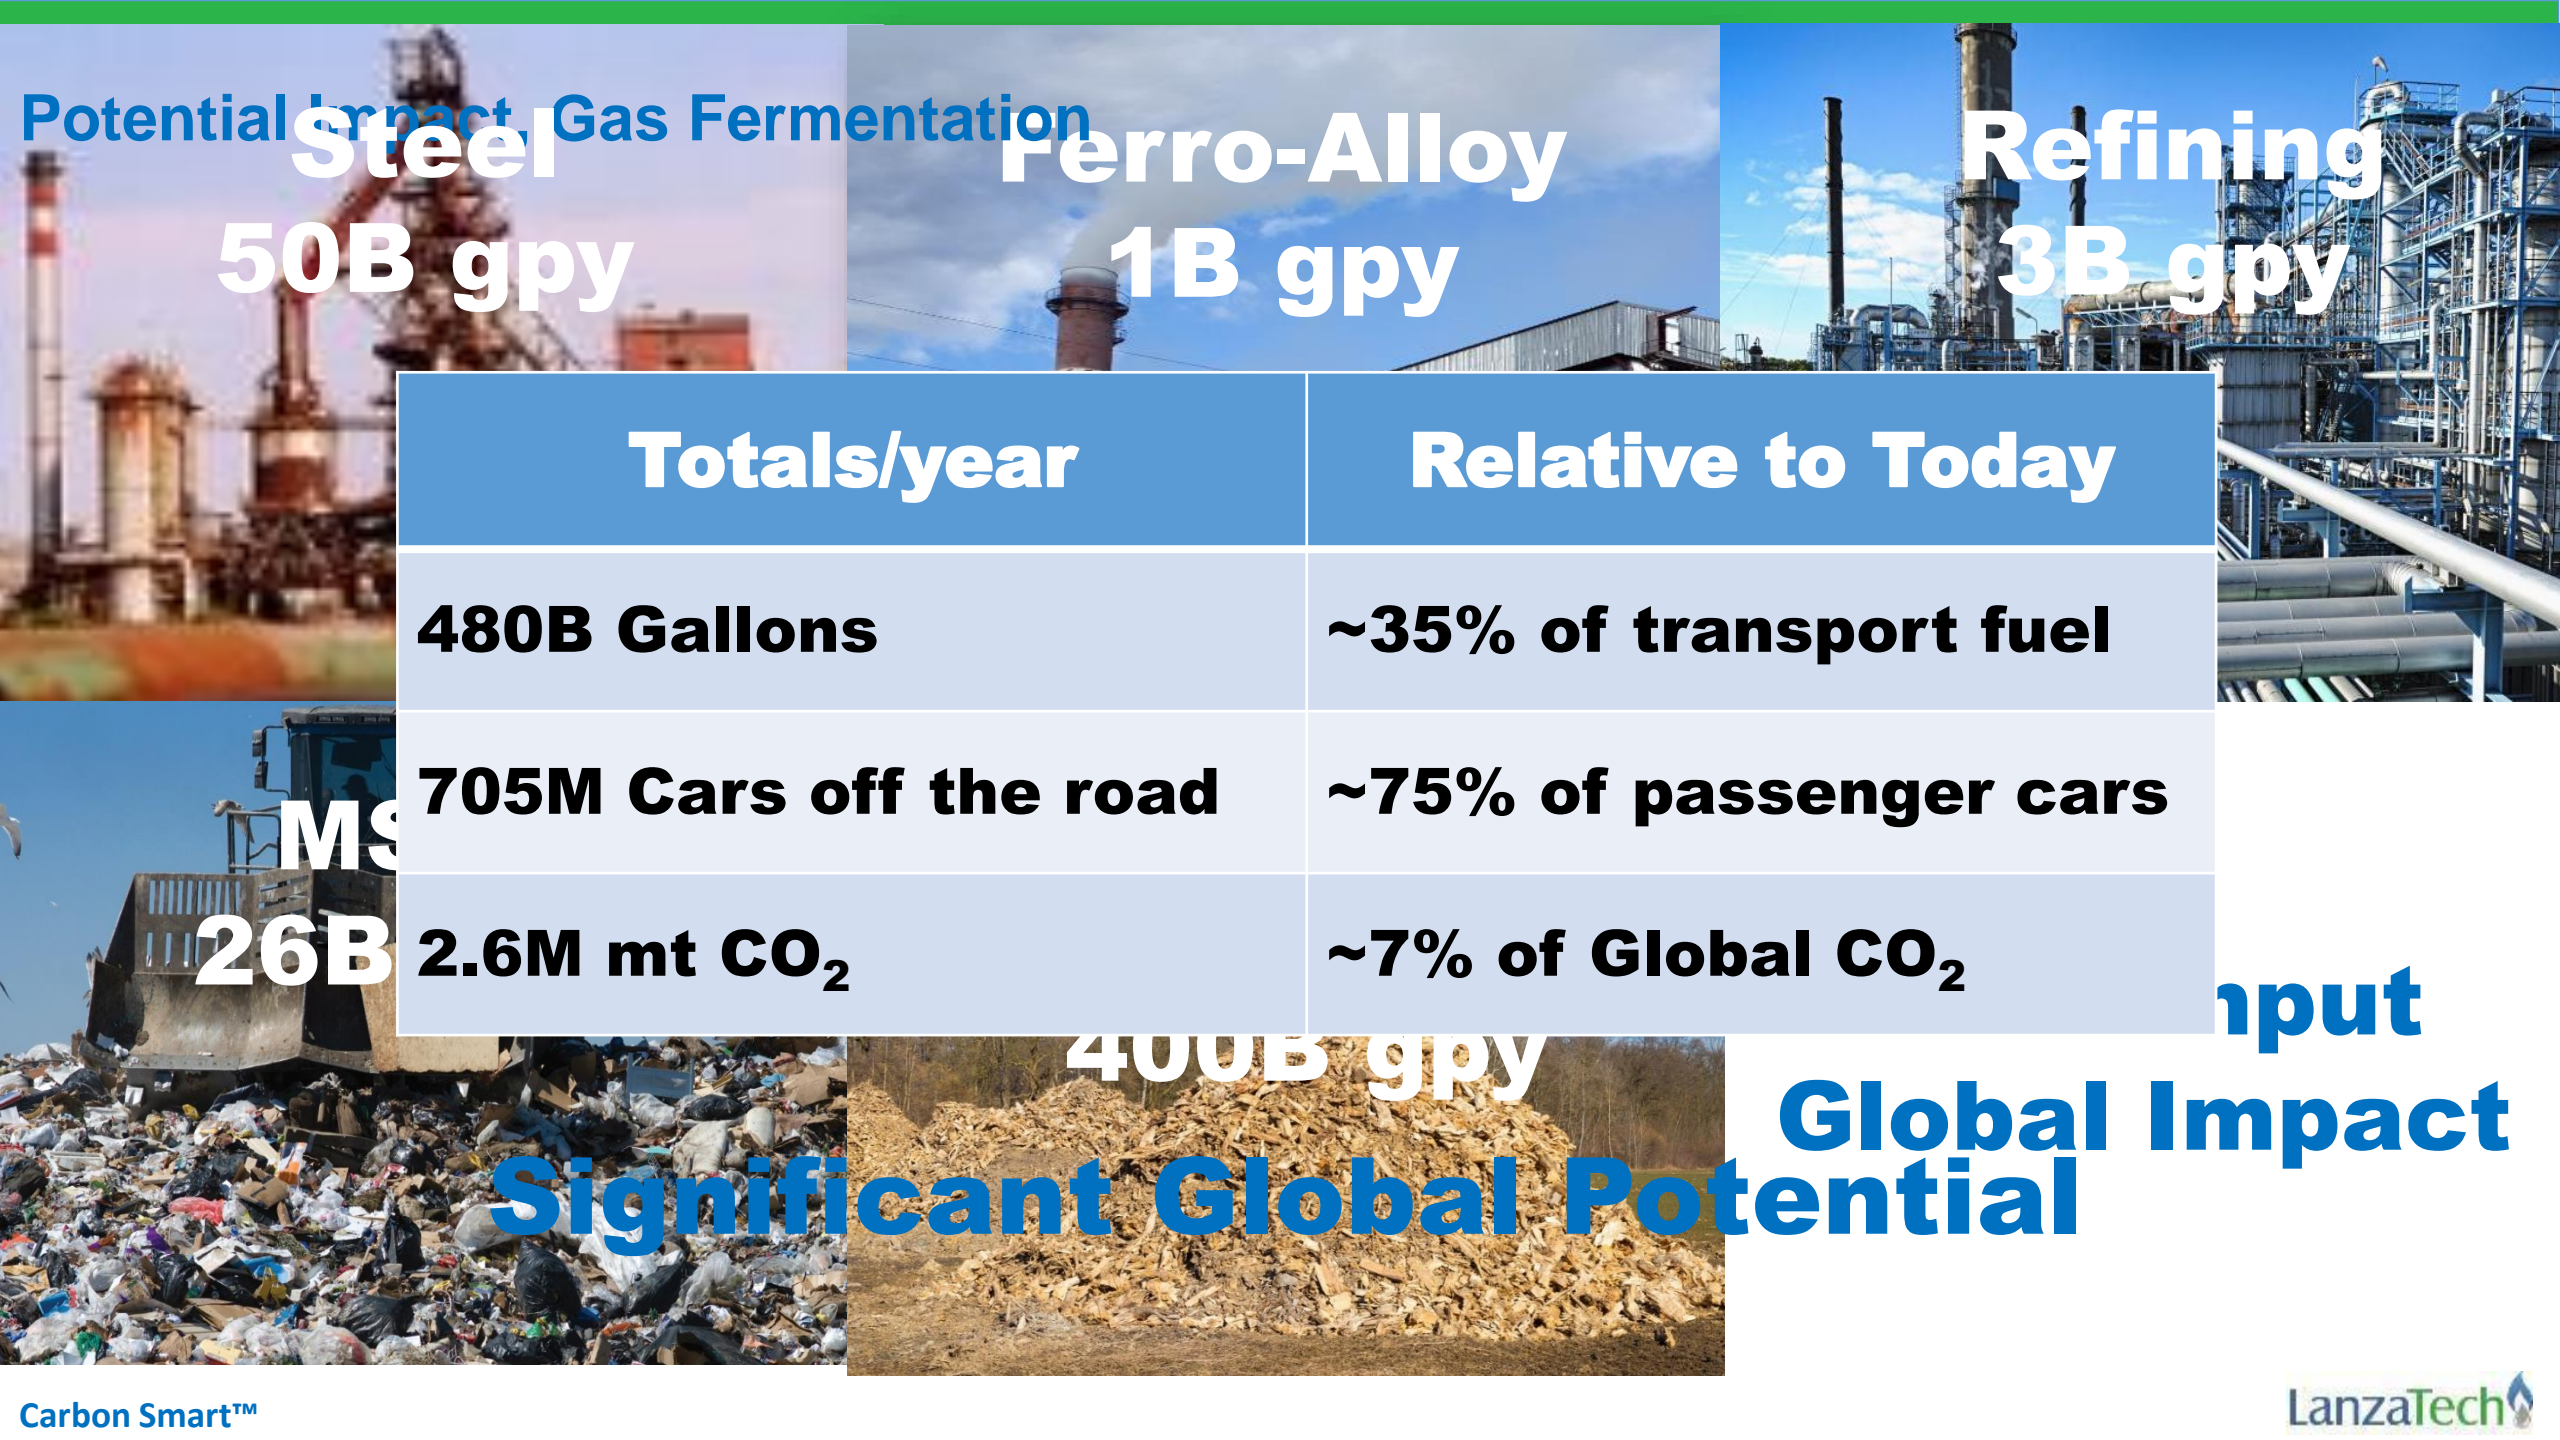 Potential Impact, Gas Fermentation
Steel
50B gpy
Ferro-Alloy
1B gpy
Refining
3B gpy
Totals/year
Relative to Today
480B Gallons
~35% of transport fuel
705M Cars off the road
~75% of passenger cars
2.6M mt CO₂
~7% of Global CO₂
26B
400B gpy
Global Impact
Significant Global Potential
Carbon Smart™
LanzaTech